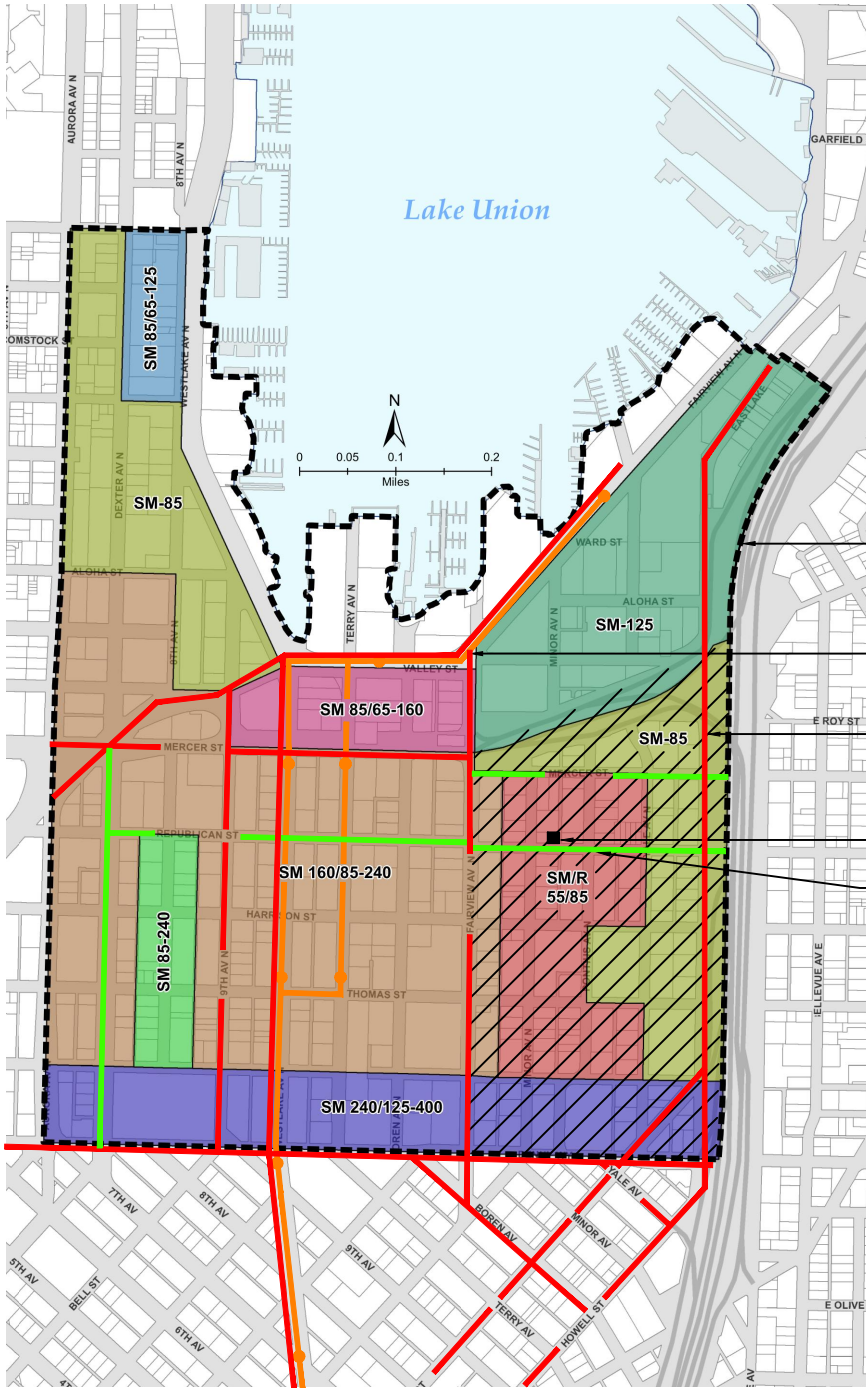 AURORA AV N
8TH AV N
GARFIELD
Lake Union
SM 85/65-125
WESTLAKE AV N
FAIRVIEW AV N
EASTLAKE
N
0 0.05 0.1 0.2
Miles
DEXTER AV N
SM-85
WARD ST
ALOHA ST
ALOHA ST
TERRY AV N
MINOR AV N
SM-125
8TH AV N
VALLEY ST
SM 85/65-160
E ROY ST
SM-85
MERCER ST
MERCER ST
REPUBLICAN ST
SM 160/85-240
SM/R
55/85
FAIRVIEW AV N
HARRISON ST
SM 85-240
9TH AV N
THOMAS ST
MINOR AV N
SM 240/125-400
7TH AV
8TH AV
9TH AV
YALE AV
BOREN AV
MINOR AV
5TH AV
BELL ST
6TH AV
TERRY AV
HOWELL ST
E OLIVE